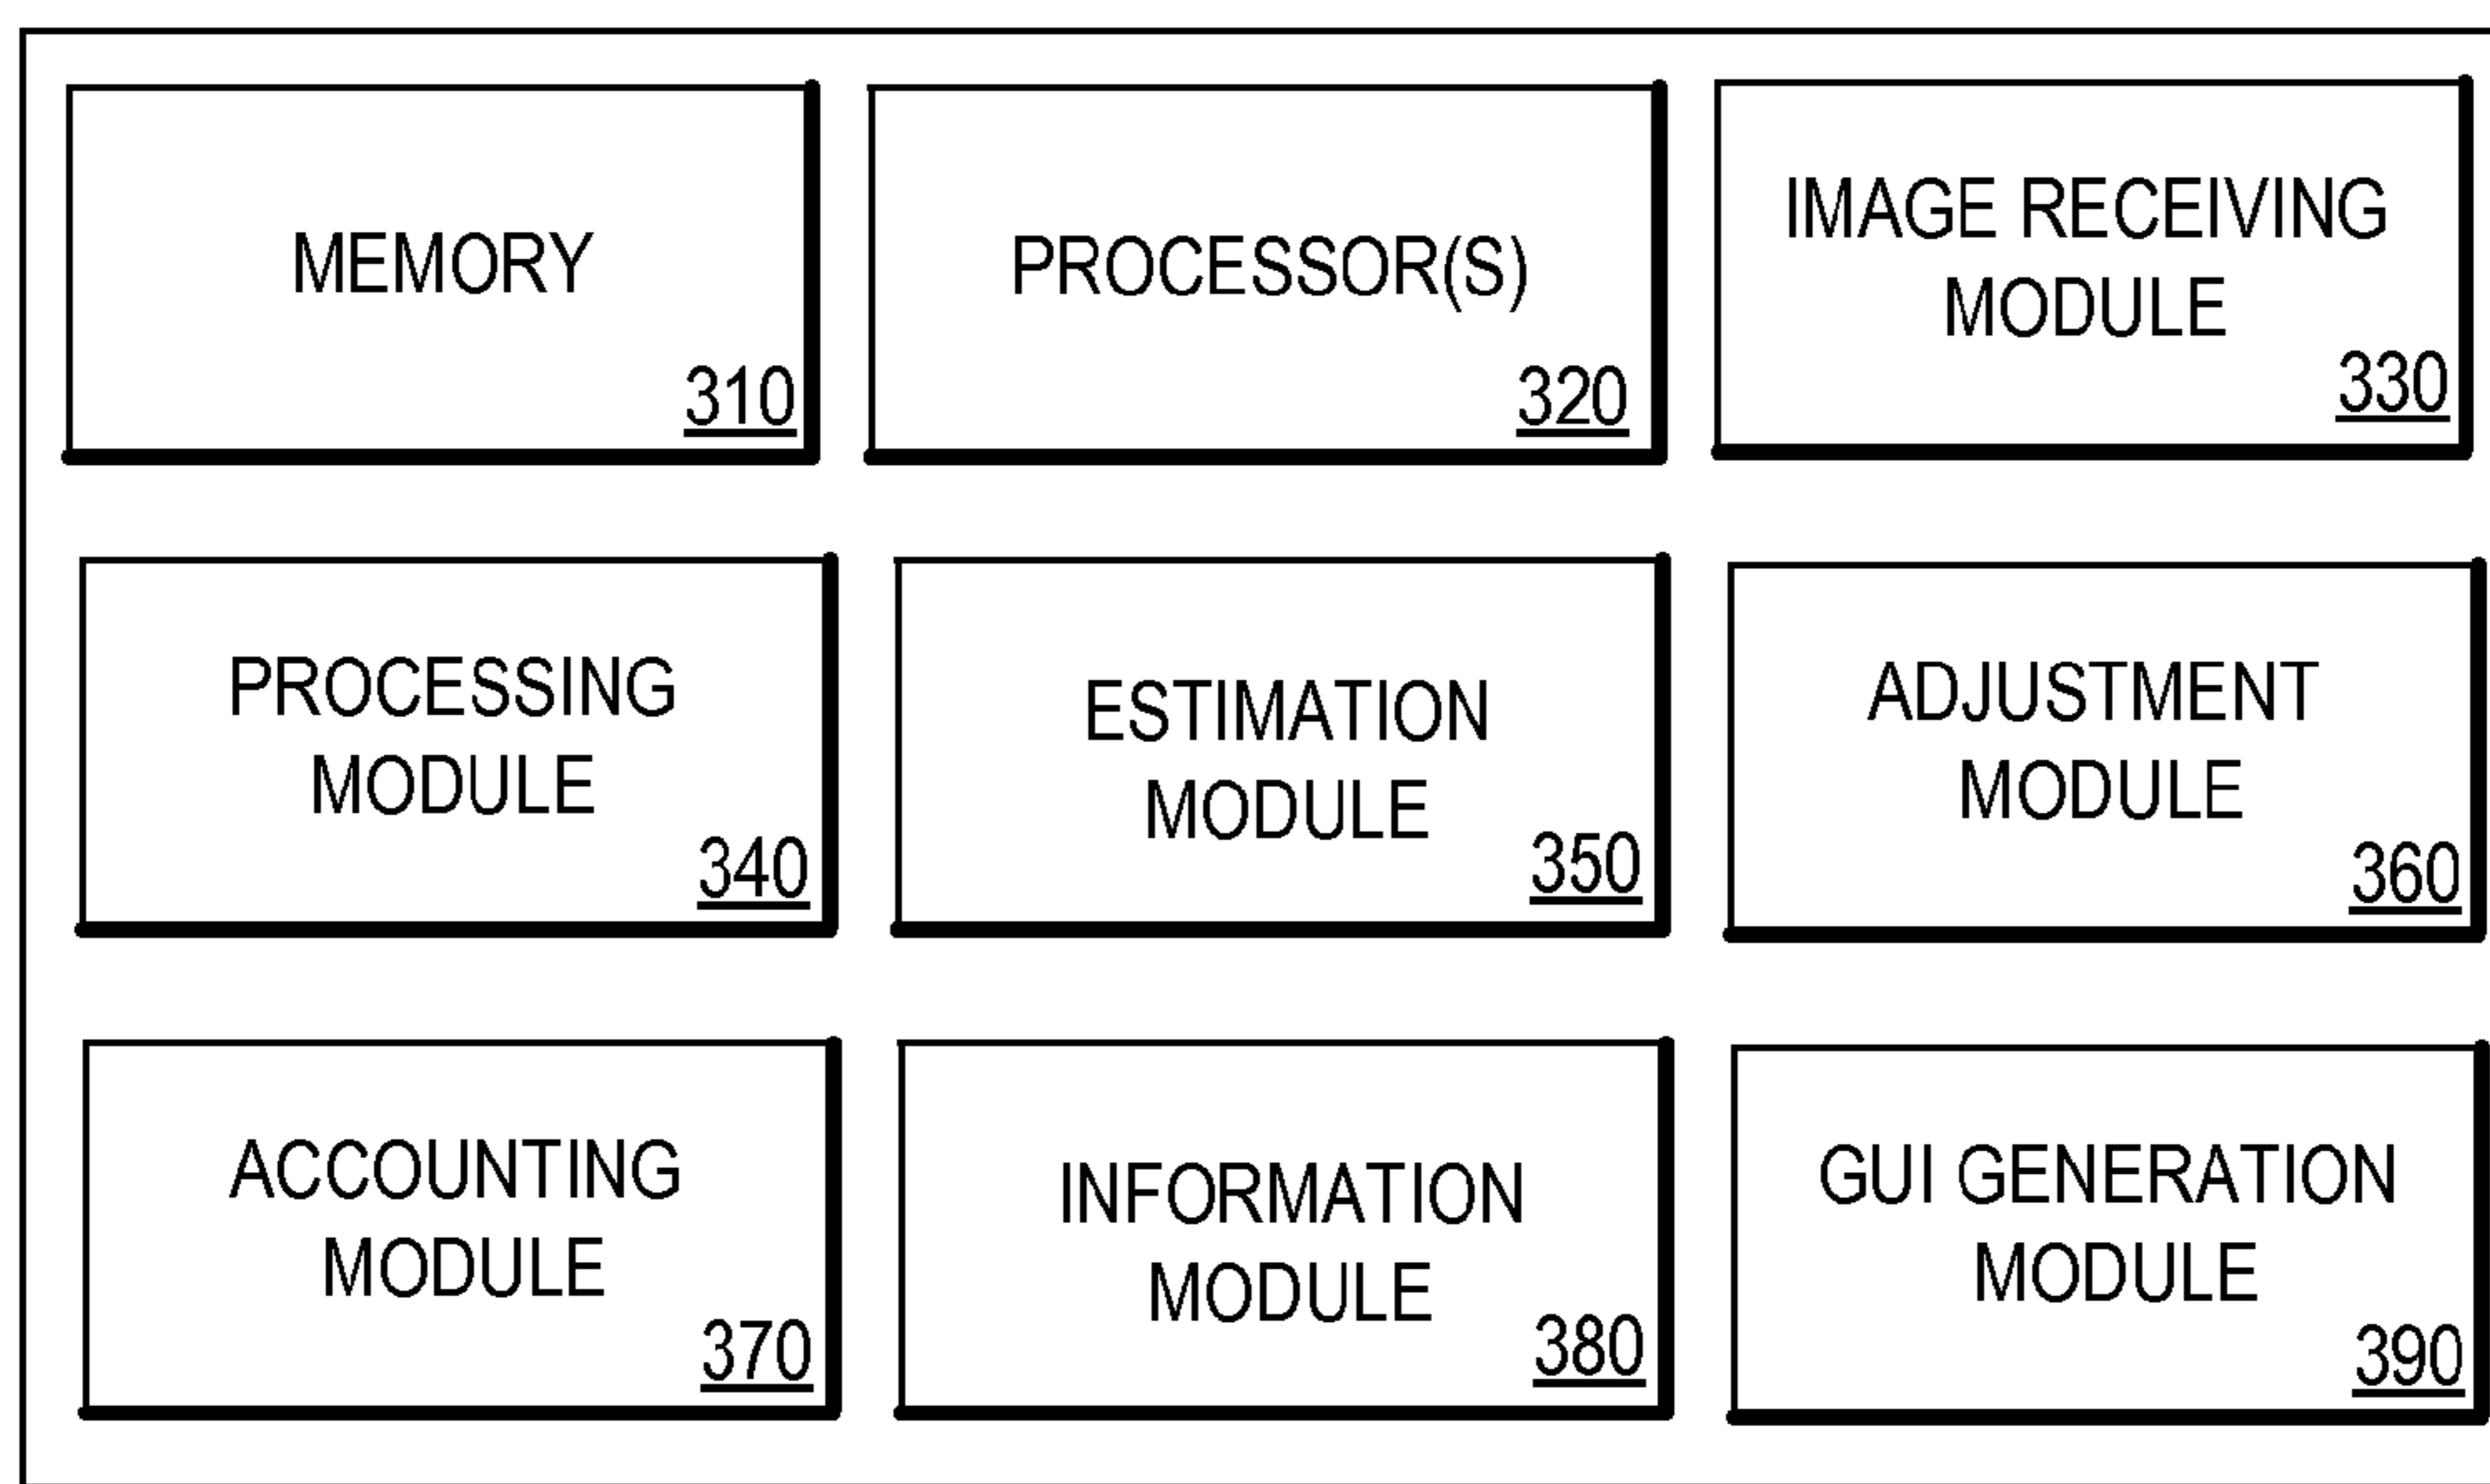 MEMORY
310
PROCESSOR(S)
320
IMAGE RECEIVING
MODULE
330
PROCESSING
MODULE
340
ESTIMATION
MODULE
350
ADJUSTMENT
MODULE
360
ACCOUNTING
MODULE
370
INFORMATION
MODULE
380
GUI GENERATION
MODULE
390